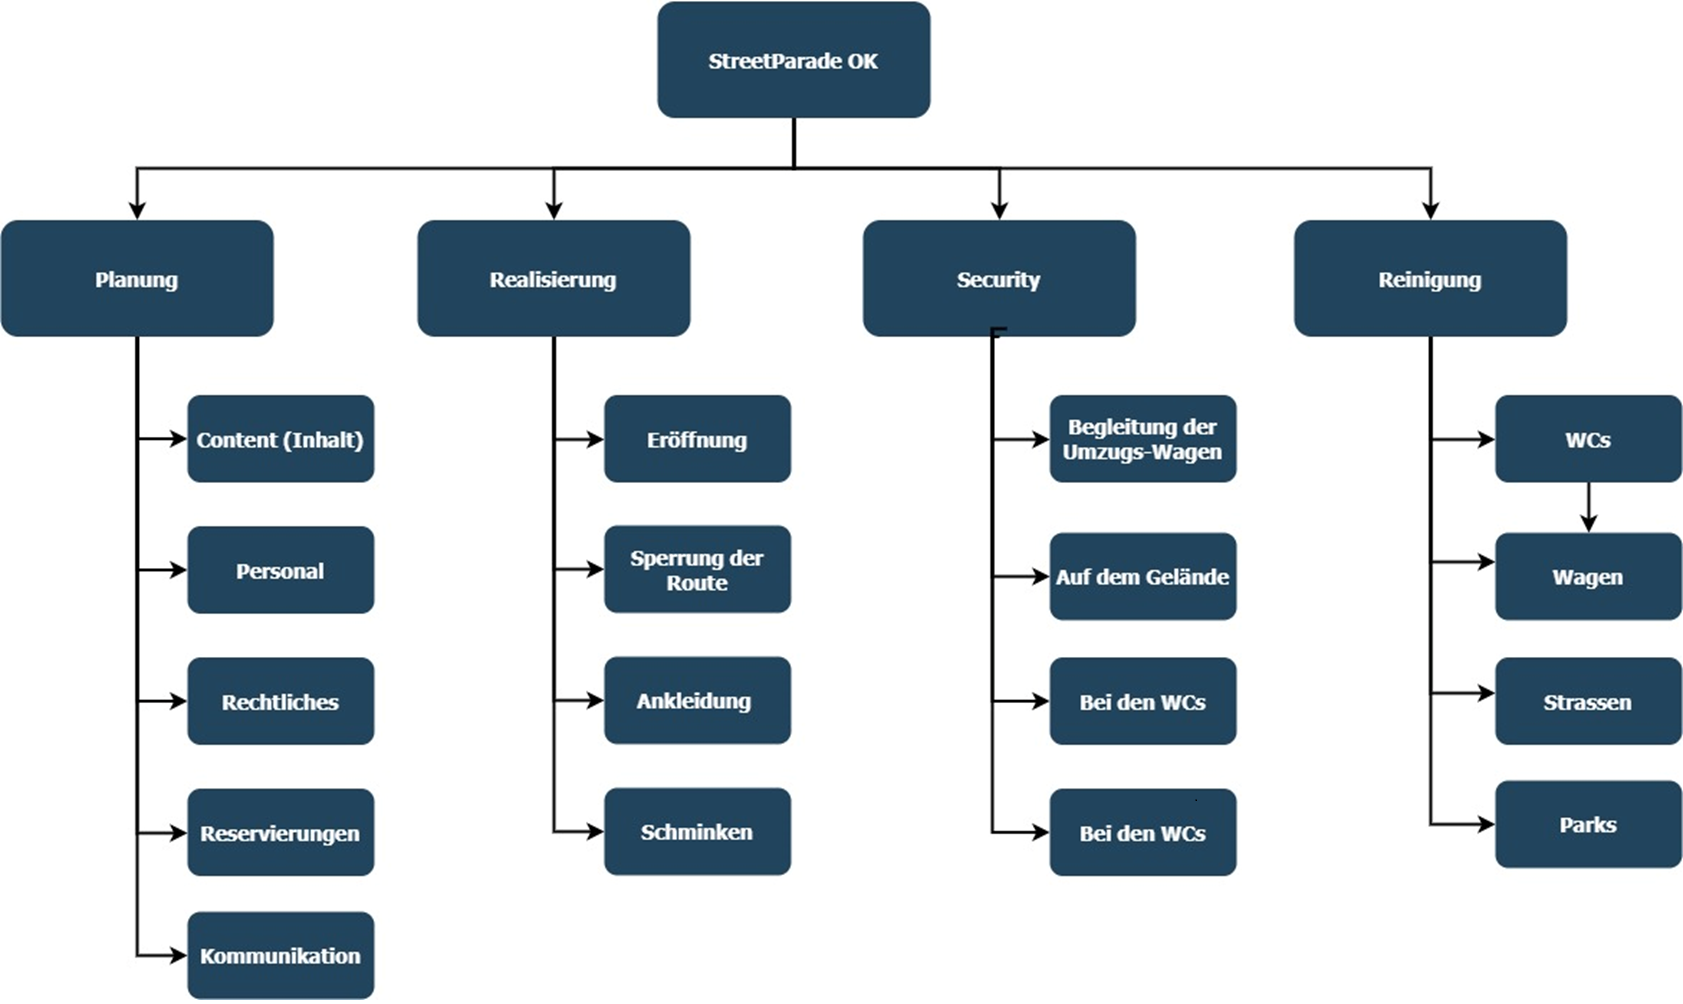 StreetParade OK
Planung
Realisierung
Security
Reinigung
Content (Inhalt)
Personal
Rechtliches
Reservierungen
Kommunikation
Eröffnung
Sperrung der
Route
Ankleidung
Schminken
Begleitung der
Umzugs-Wagen
Auf dem Gelände
Bei den WCs
Bei den WCs
WCs
Wagen
Strassen
Parks